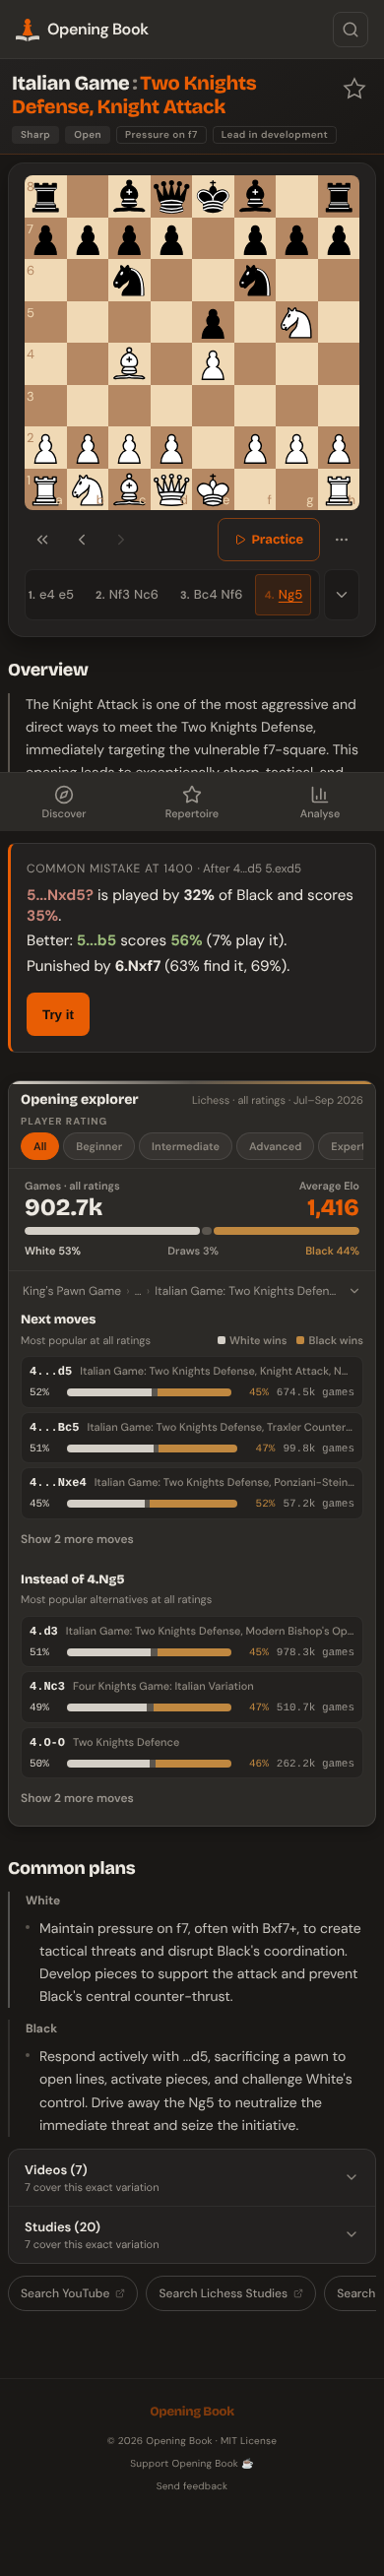 Opening Book
Italian Game : Two Knights
Defense, Knight Attack
Sharp Open Pressure on f7 Lead in development
8
7
6
5
4
3
2
1 a b c d e f g h
Practice
1. e4 e5 2. Nf3 Nc6 3. Bc4 Nf6 4. Ng5
Overview
The Knight Attack is one of the most aggressive and
direct ways to meet the Two Knights Defense,
immediately targeting the vulnerable f7-square. This
opening leads to exceptionally sharp, tactical, and
Discover Repertoire Analyse
COMMON MISTAKE AT 1400 · After 4...d5 5.exd5
5...Nxd5? is played by 32% of Black and scores
35%.
Better: 5...b5 scores 56% (7% play it).
Punished by 6.Nxf7 (63% find it, 69%).
Try it
Opening explorer Lichess · all ratings · Jul–Sep 2026
PLAYER RATING
All Beginner Intermediate Advanced Expert
Games · all ratings Average Elo
902.7k 1,416
White 53% Draws 3% Black 44%
King's Pawn Game › … › Italian Game: Two Knights Defen…
Next moves
Most popular at all ratings White wins Black wins
4...d5 Italian Game: Two Knights Defense, Knight Attack, N…
52% 45% 674.5k games
4...Bc5 Italian Game: Two Knights Defense, Traxler Counter…
51% 47% 99.8k games
4...Nxe4 Italian Game: Two Knights Defense, Ponziani-Stein…
45% 52% 57.2k games
Show 2 more moves
Instead of 4.Ng5
Most popular alternatives at all ratings
4.d3 Italian Game: Two Knights Defense, Modern Bishop's Op…
51% 45% 978.3k games
4.Nc3 Four Knights Game: Italian Variation
49% 47% 510.7k games
4.O-O Two Knights Defence
50% 46% 262.2k games
Show 2 more moves
Common plans
White
• Maintain pressure on f7, often with Bxf7+, to create
tactical threats and disrupt Black's coordination.
Develop pieces to support the attack and prevent
Black's central counter-thrust.
Black
• Respond actively with ...d5, sacrificing a pawn to
open lines, activate pieces, and challenge White's
control. Drive away the Ng5 to neutralize the
immediate threat and seize the initiative.
Videos (7)
7 cover this exact variation
Studies (20)
7 cover this exact variation
Search YouTube Search Lichess Studies Search
Opening Book
© 2026 Opening Book · MIT License
Support Opening Book ☕
Send feedback